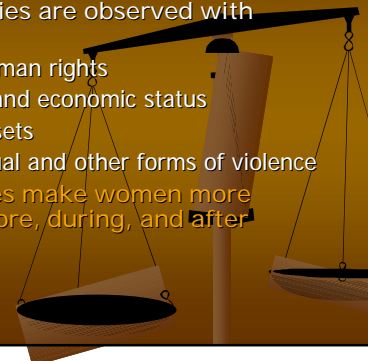 ies are observed with
man rights
and economic status
sets
ual and other forms of violence
es make women more
ore, during, and after